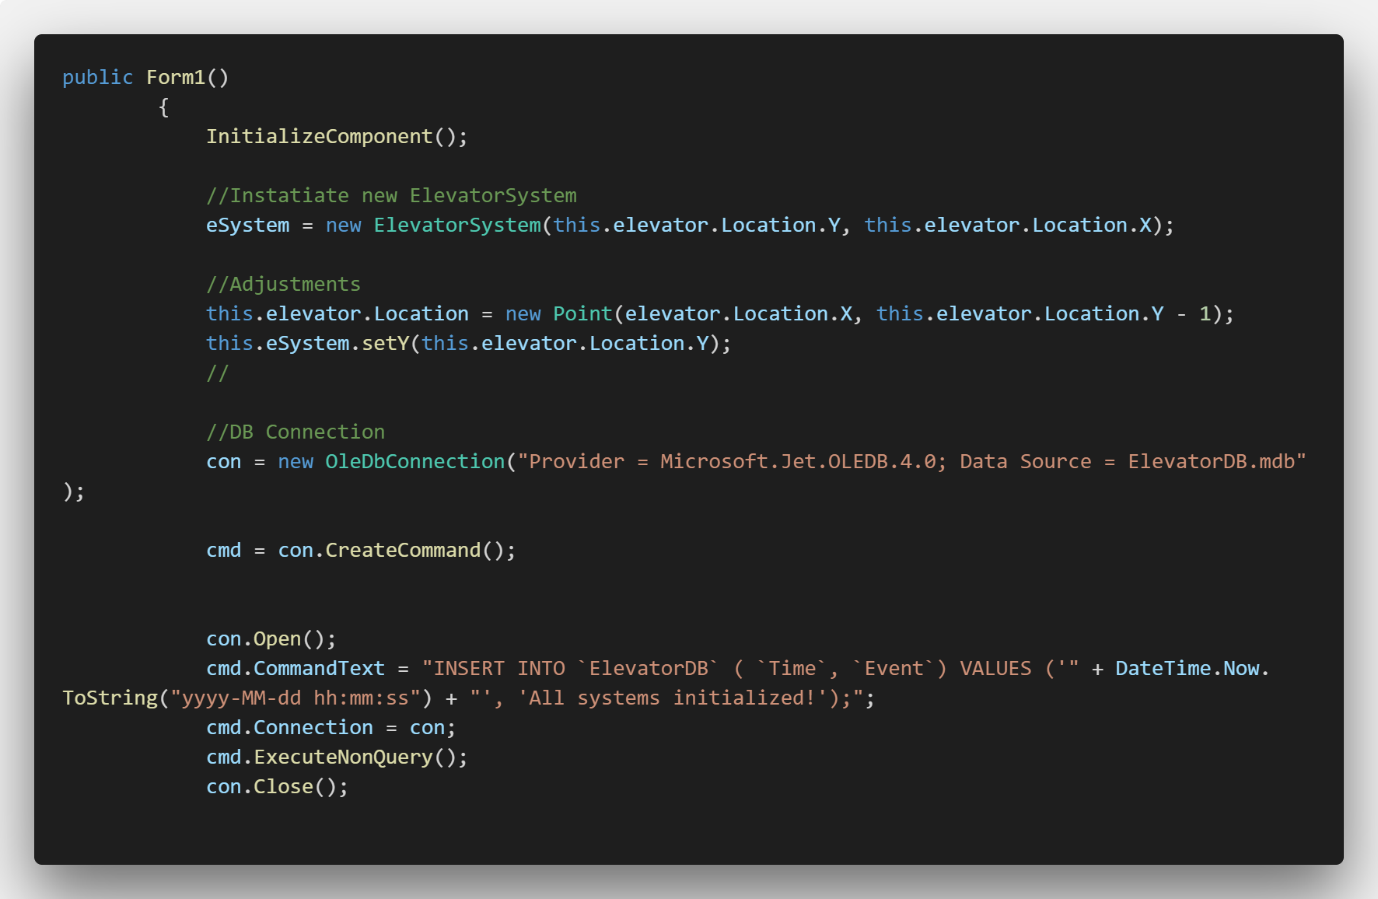 public Form1()
{
InitializeComponent();
//Instatiate new ElevatorSystem
eSystem = new ElevatorSystem(this.elevator.Location.Y, this.elevator.Location.X);
//Adjustments
this.elevator.Location = new Point(elevator.Location.X, this.elevator.Location.Y - 1);
this.eSystem.setY(this.elevator.Location.Y);
//
//DB Connection
con = new OleDbConnection("Provider = Microsoft.Jet.OLEDB.4.0; Data Source = ElevatorDB.mdb"
);
cmd = con.CreateCommand();
con.Open();
cmd.CommandText = "INSERT INTO `ElevatorDB` ( `Time`, `Event`) VALUES ('" + DateTime.Now.
ToString("yyyy-MM-dd hh:mm:ss") + "', 'All systems initialized!');";
cmd.Connection = con;
cmd.ExecuteNonQuery();
con.Close();